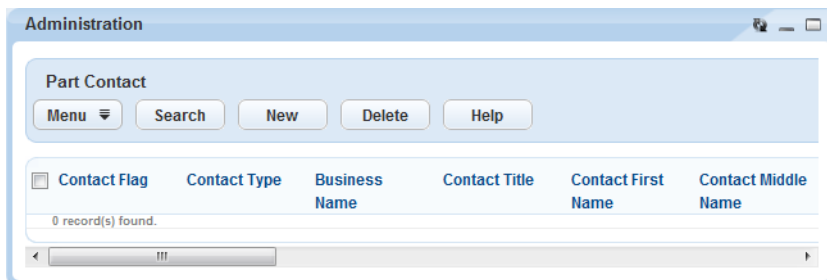 Administration
Part Contact
Menu Search New Delete Help
Contact Flag Contact Type Business Name Contact Title Contact First Name Contact Middle Name
0 record(s) found.